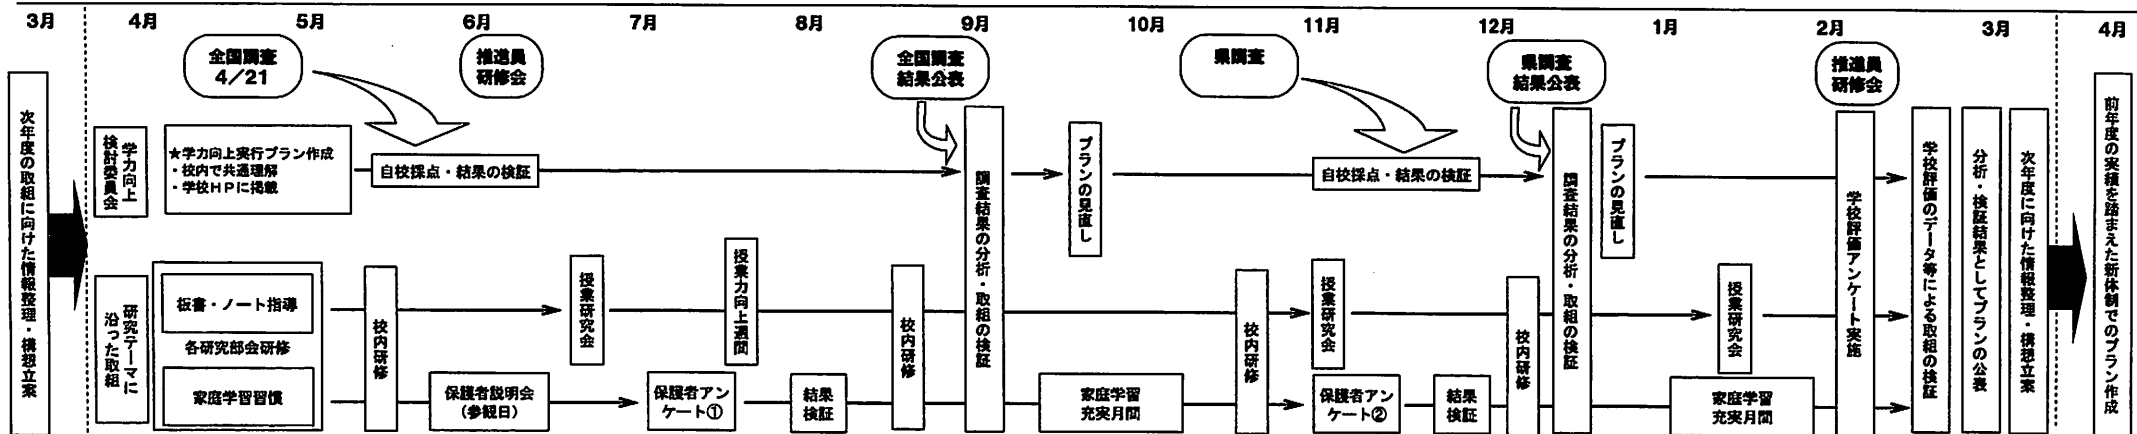 3月
4月
5月
6月
7月
8月
9月
10月
11月
12月
1月
2月
3月
4月
全国調査
4／21
推進員
研修会
全国調査
結果公表
県調査
県調査
結果公表
推進員
研修会
次年度の取組に向けた情報整理・構想立案
学力向上
検討委員会
★学力向上実行プラン作成
・校内で共通理解
・学校ＨＰに掲載
自校採点・結果の検証
調査結果の分析・取組の検証
プランの見直し
自校採点・結果の検証
調査結果の分析・取組の検証
プランの見直し
学校評価アンケート実施
学校評価のデータ等による取組の検証
分析・検証結果としてプランの公表
次年度に向けた情報整理・構想立案
前年度の実績を踏まえた新体制でのプラン作成
研究テーマに
沿った取組
板書・ノート指導
各研究部会研修
家庭学習習慣
校内研修
授業研究会
授業力向上週間
校内研修
校内研修
授業研究会
校内研修
授業研究会
保護者説明会
（参観日）
保護者アン
ケート①
結果
検証
家庭学習
充実月間
保護者アン
ケート②
結果
検証
家庭学習
充実月間